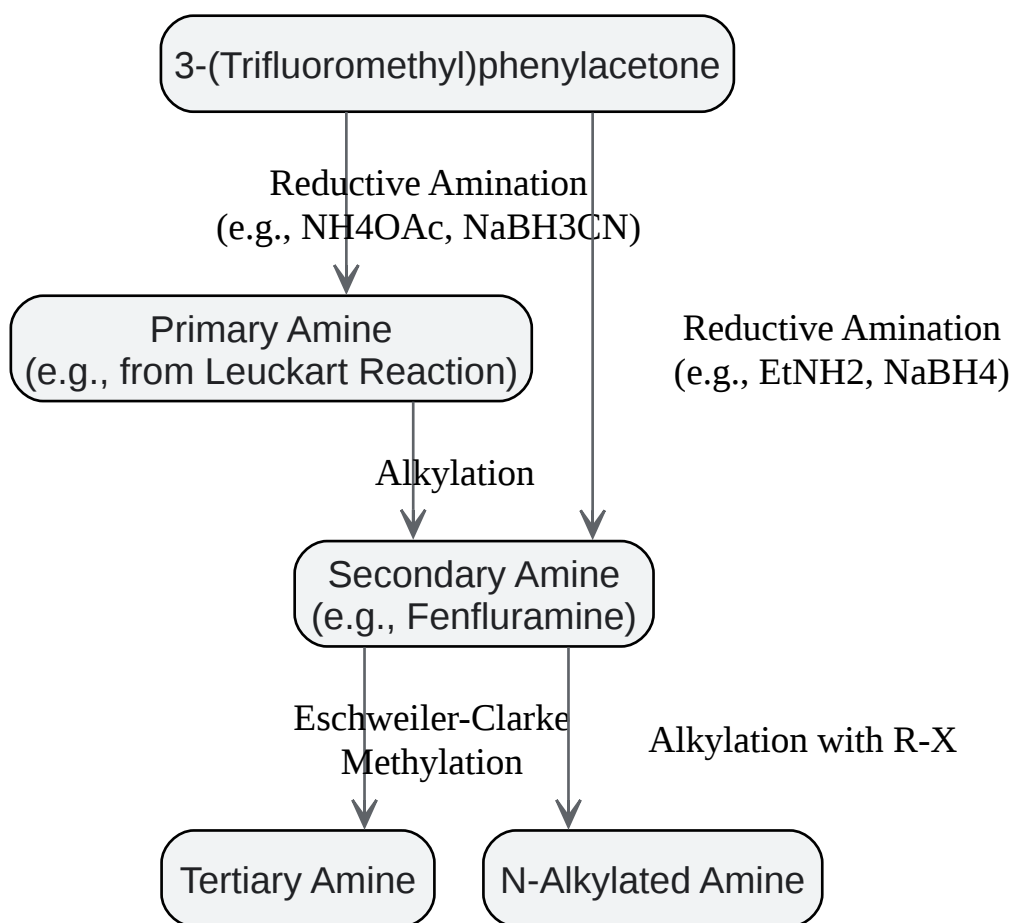 3-(Trifluoromethyl)phenylacetone
Reductive Amination
(e.g., NH4OAc, NaBH3CN)
Primary Amine
(e.g., from Leuckart Reaction)
Reductive Amination
(e.g., EtNH2, NaBH4)
Alkylation
Secondary Amine
(e.g., Fenfluramine)
Eschweiler-Clarke
Methylation
Alkylation with R-X
Tertiary Amine
N-Alkylated Amine